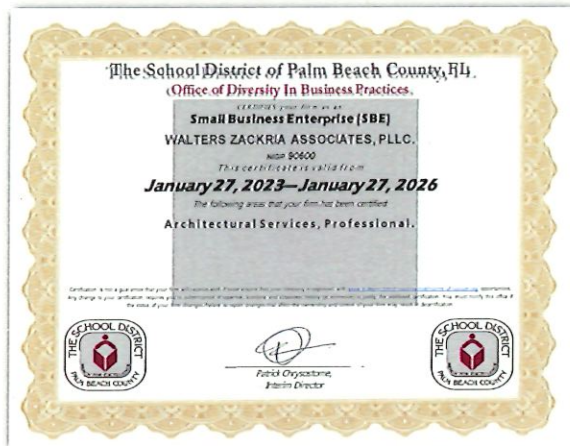 The School District of Palm Beach County, FL
Office of Diversity In Business Practices
CERTIFIES your firm as an
Small Business Enterprise (SBE)
WALTERS ZACKRIA ASSOCIATES, PLLC.
NIGP 90600
This certificate is valid from
January 27, 2023—January 27, 2026
The following areas that your firm has been certified
Architectural Services, Professional.
THE SCHOOL DISTRICT
PALM BEACH COUNTY
Patrick Chrysostome,
Interim Director
THE SCHOOL DISTRICT
PALM BEACH COUNTY